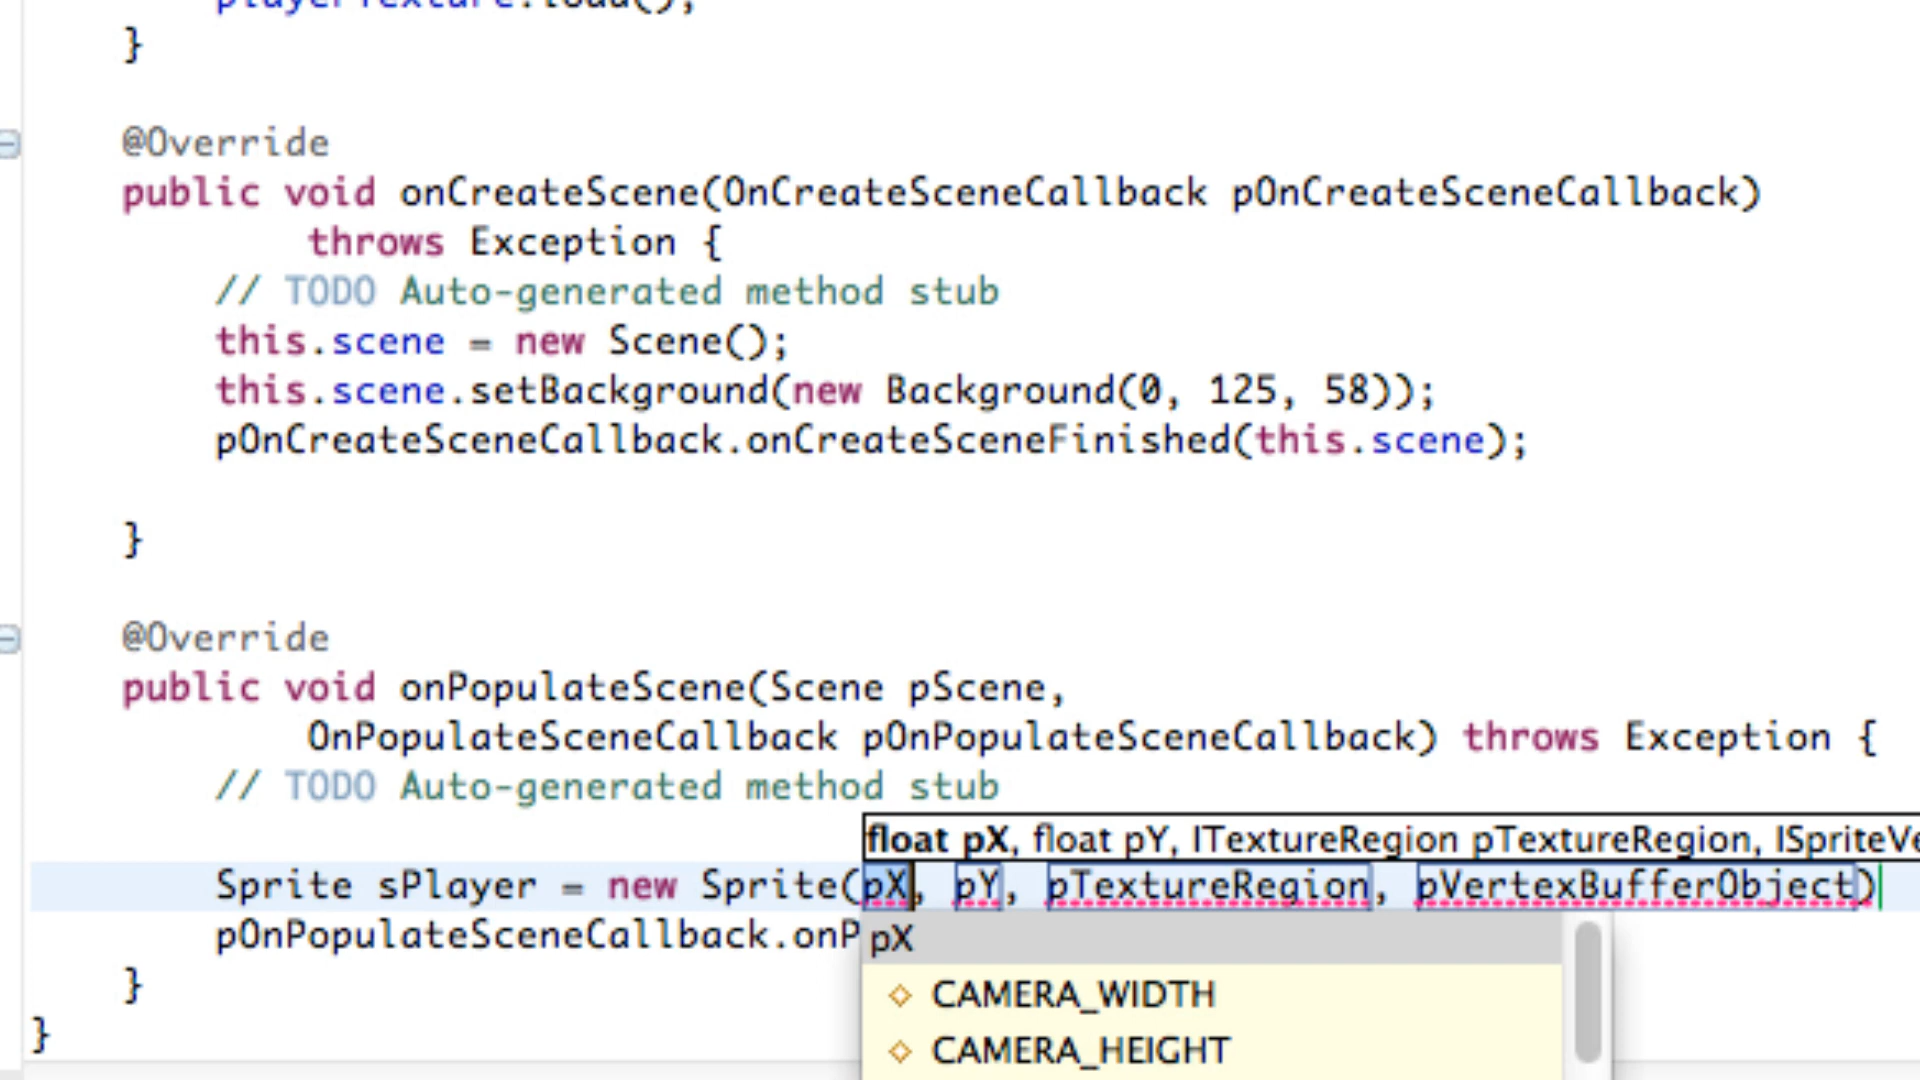 playerTexture.load();
}
@Override
public void onCreateScene(OnCreateSceneCallback pOnCreateSceneCallback)
throws Exception {
// TODO Auto-generated method stub
this.scene = new Scene();
this.scene.setBackground(new Background(0, 125, 58));
pOnCreateSceneCallback.onCreateSceneFinished(this.scene);
}
@Override
public void onPopulateScene(Scene pScene,
OnPopulateSceneCallback pOnPopulateSceneCallback) throws Exception {
// TODO Auto-generated method stub
float pX, float pY, ITextureRegion pTextureRegion, ISpriteVe
Sprite sPlayer = new Sprite(pX, pY, pTextureRegion, pVertexBufferObject)
pOnPopulateSceneCallback.onP
pX
}
CAMERA_WIDTH
}
CAMERA_HEIGHT